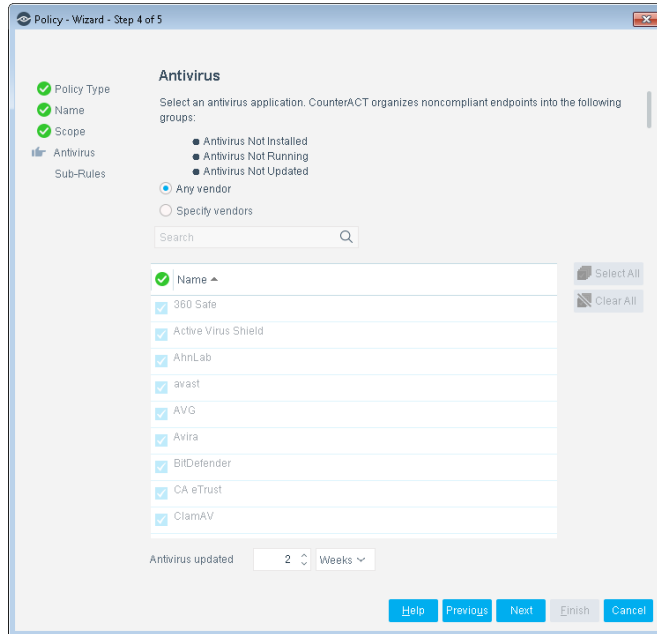 Policy - Wizard - Step 4 of 5
Policy Type
Name
Scope
Antivirus
Sub-Rules
Antivirus
Select an antivirus application. CounterACT organizes noncompliant endpoints into the following
groups:
Antivirus Not Installed
Antivirus Not Running
Antivirus Not Updated
Any vendor
Specify vendors
Search
Name
Select All
Clear All
360 Safe
Active Virus Shield
AhnLab
avast
AVG
Avira
BitDefender
CA eTrust
ClamAV
Antivirus updated 2 Weeks
Help Previous Next Finish Cancel